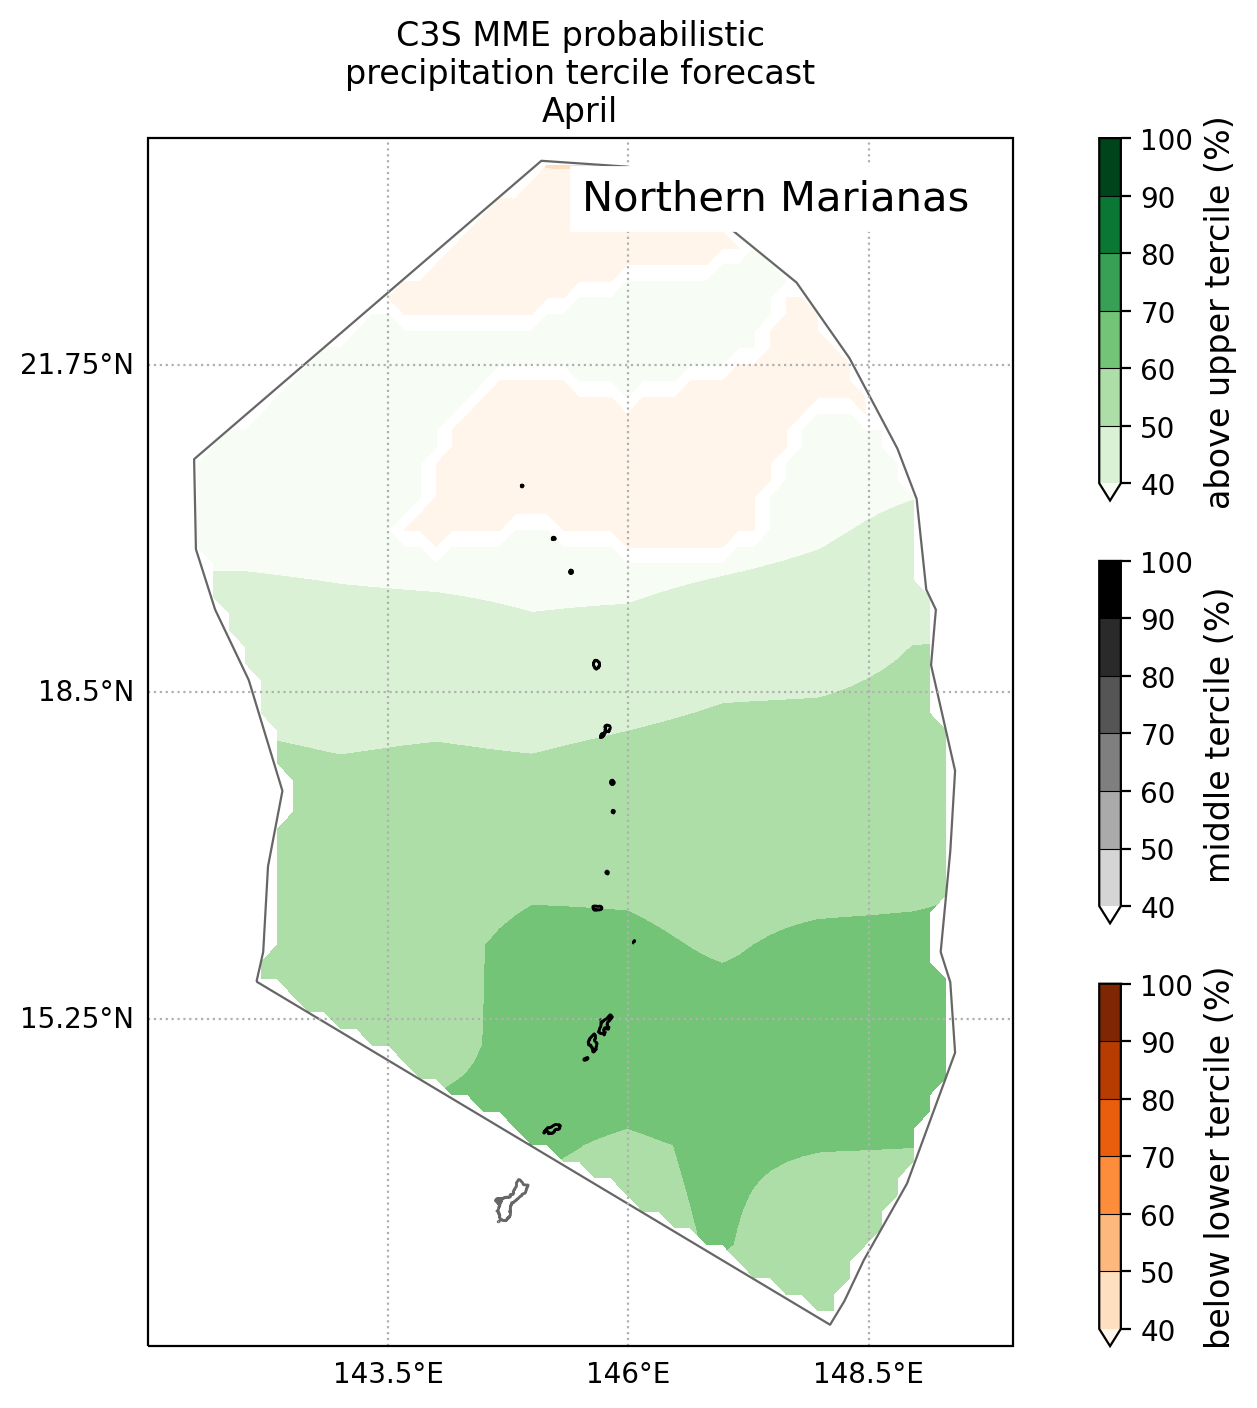 C3S MME probabilistic
precipitation tercile forecast
April
Northern Marianas
21.75°N
18.5°N
15.25°N
143.5°E
146°E
148.5°E
100
90
80
70
60
50
40
above upper tercile (%)
100
90
80
70
60
50
40
middle tercile (%)
100
90
80
70
60
50
40
below lower tercile (%)